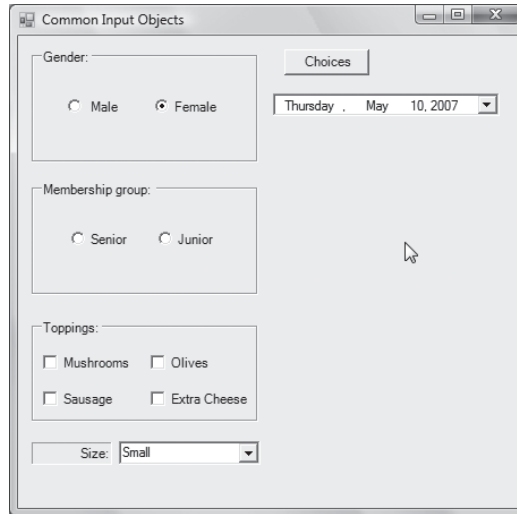 Common Input Objects
Gender:
Male Female
Choices
Thursday , May 10, 2007
Membership group:
Senior Junior
Toppings:
Mushrooms Olives
Sausage Extra Cheese
Size: Small